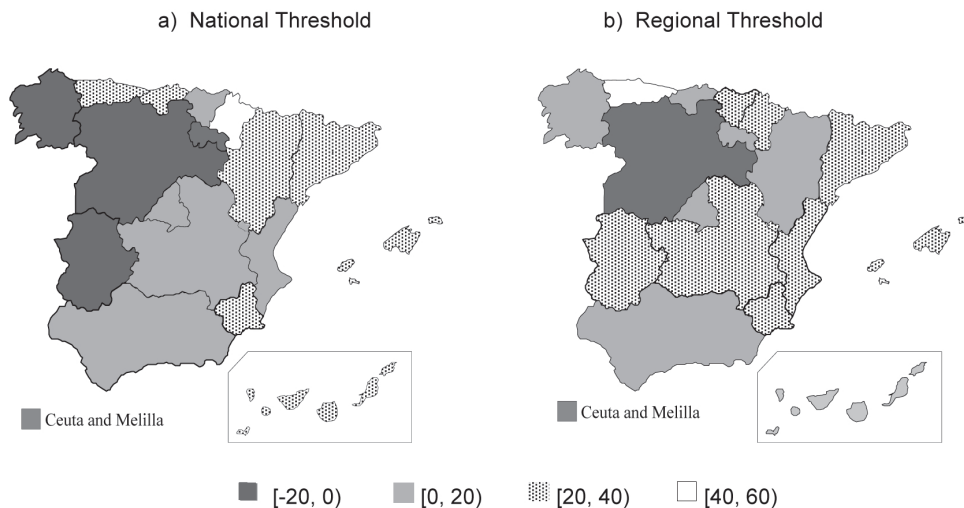 a) National Threshold
b) Regional Threshold
Ceuta and Melilla
Ceuta and Melilla
[-20, 0)
[0, 20)
[20, 40)
[40, 60)